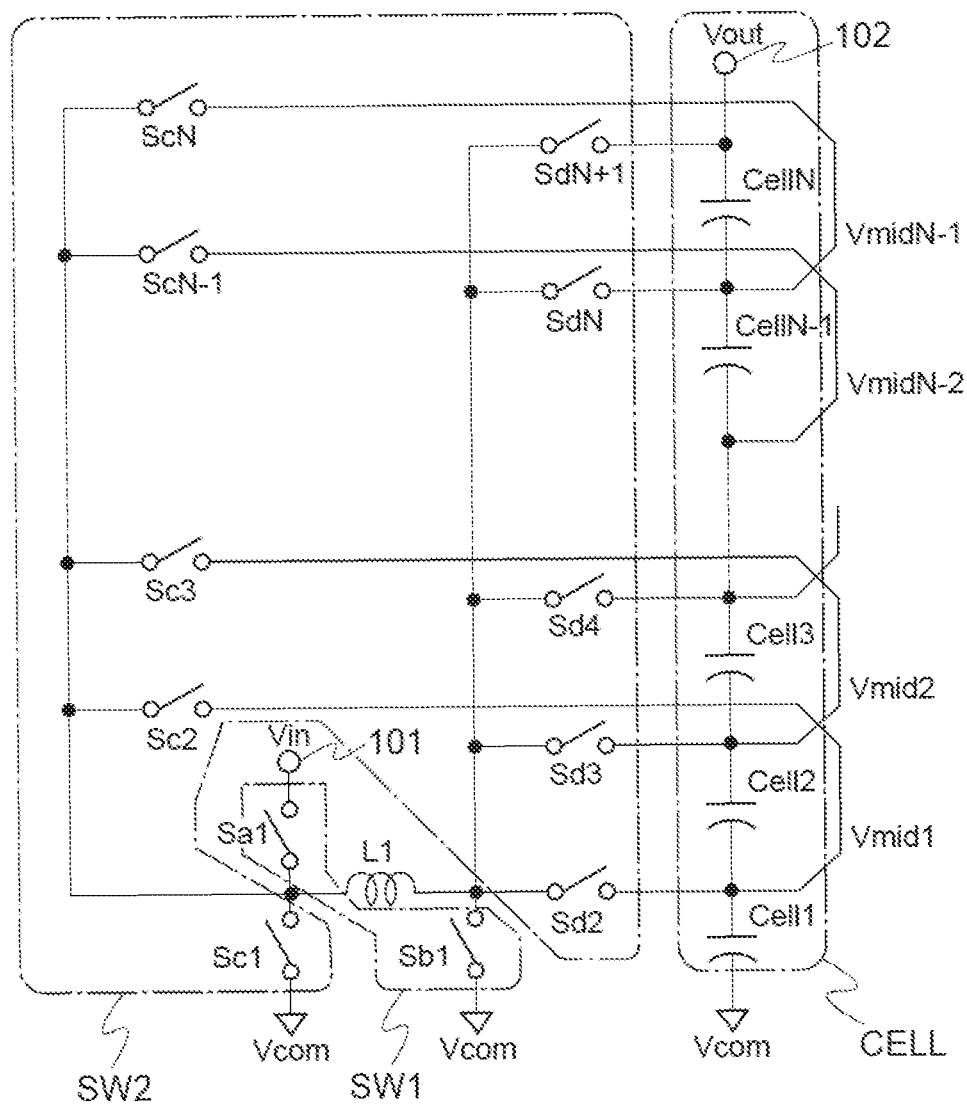 Vout
102
ScN
SdN+1
CellN
VmidN-1
ScN-1
SdN
CellN-1
VmidN-2
Sc3
Sd4
Cell3
Vmid2
Sc2
Vin
101
Sd3
Cell2
Sa1
L1
Vmid1
Sd2
Cell1
Sc1
Sb1
Vcom
Vcom
Vcom
CELL
SW2
SW1